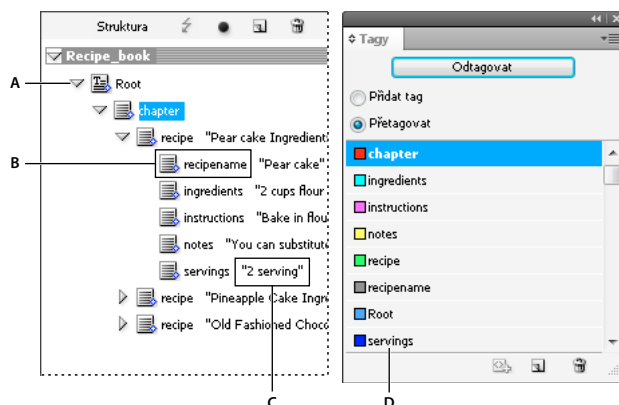 Struktura
Recipe_book
A
Root
chapter
recipe "Pear cake Ingredient
B
recipename "Pear cake"
ingredients "2 cups flour
instructions "Bake in flou
notes "You can substitut
servings "2 serving"
recipe "Pineapple Cake Ingr
recipe "Old Fashioned Choco
C
Tagy
Odtagovat
Přidat tag
Přetagovat
chapter
ingredients
instructions
notes
recipe
recipename
Root
servings
D